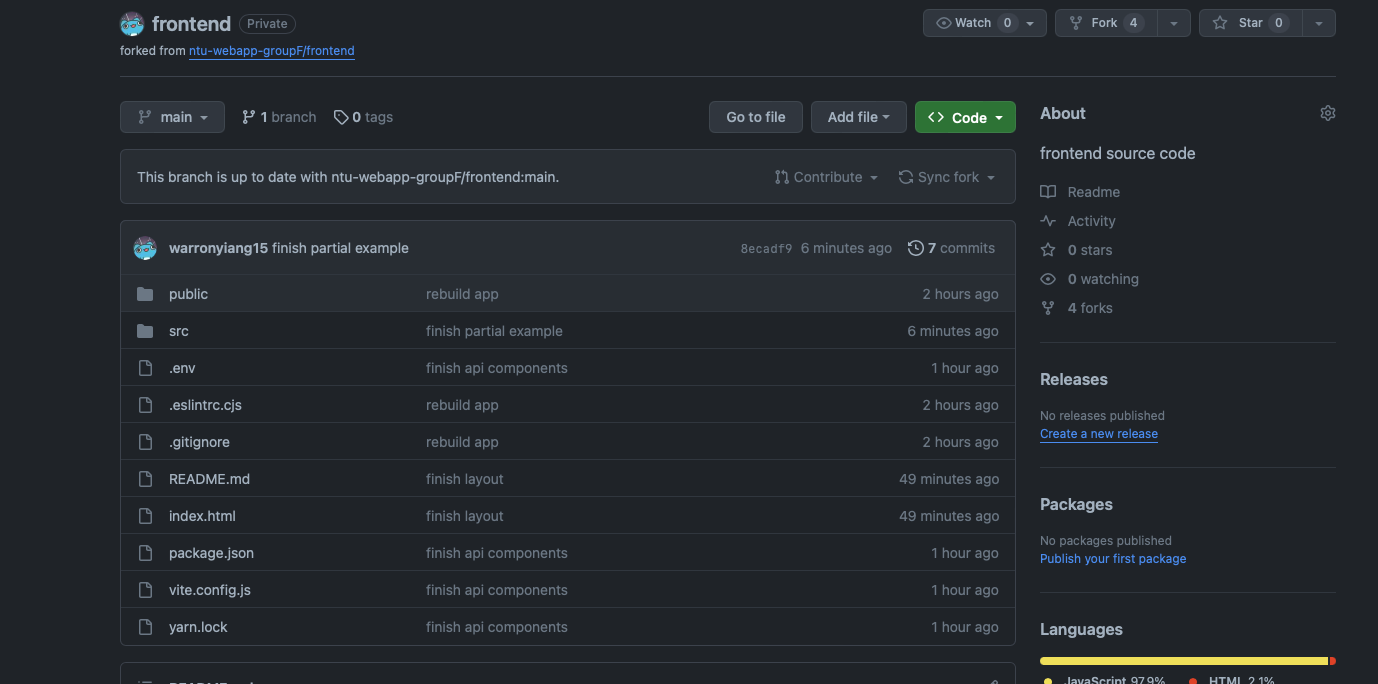 frontend Private
Watch 0 Fork 4 Star 0
forked from ntu-webapp-groupF/frontend
main 1 branch 0 tags Go to file Add file Code
This branch is up to date with ntu-webapp-groupF/frontend:main. Contribute Sync fork
warronyiang15 finish partial example 8ecadf9 6 minutes ago 7 commits
public rebuild app 2 hours ago
src finish partial example 6 minutes ago
.env finish api components 1 hour ago
.eslintrc.cjs rebuild app 2 hours ago
.gitignore rebuild app 2 hours ago
README.md finish layout 49 minutes ago
index.html finish layout 49 minutes ago
package.json finish api components 1 hour ago
vite.config.js finish api components 1 hour ago
yarn.lock finish api components 1 hour ago
About
frontend source code
Readme
Activity
0 stars
0 watching
4 forks
Releases
No releases published
Create a new release
Packages
No packages published
Publish your first package
Languages
JavaScript 97.9% HTML 2.1%